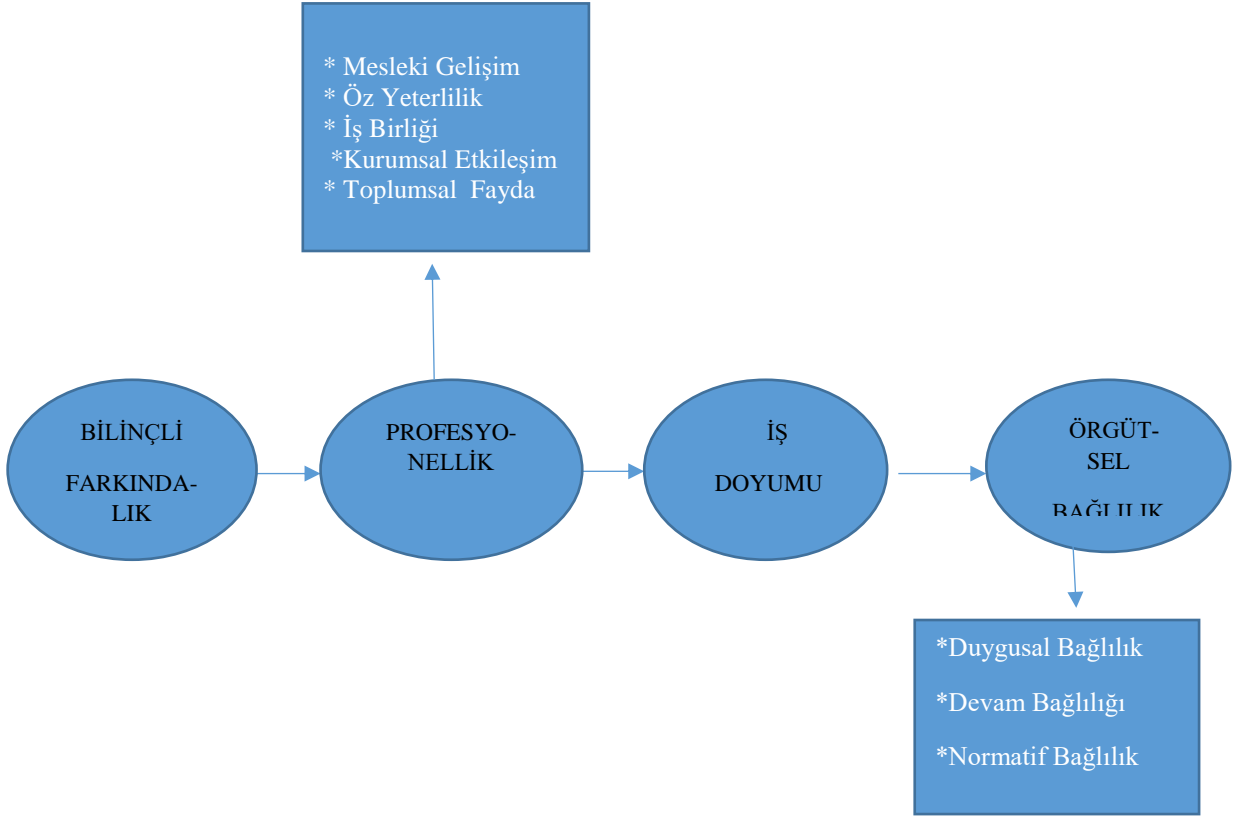 * Mesleki Gelişim
* Öz Yeterlilik
* İş Birliği
*Kurumsal Etkileşim
* Toplumsal  Fayda
BİLİNÇLİ
FARKINDA-
LIK
PROFESYO-
NELLİK
İŞ
DOYUMU
ÖRGÜT-
SEL
BAĞLILIK
*Duygusal Bağlılık
*Devam Bağlılığı
*Normatif Bağlılık